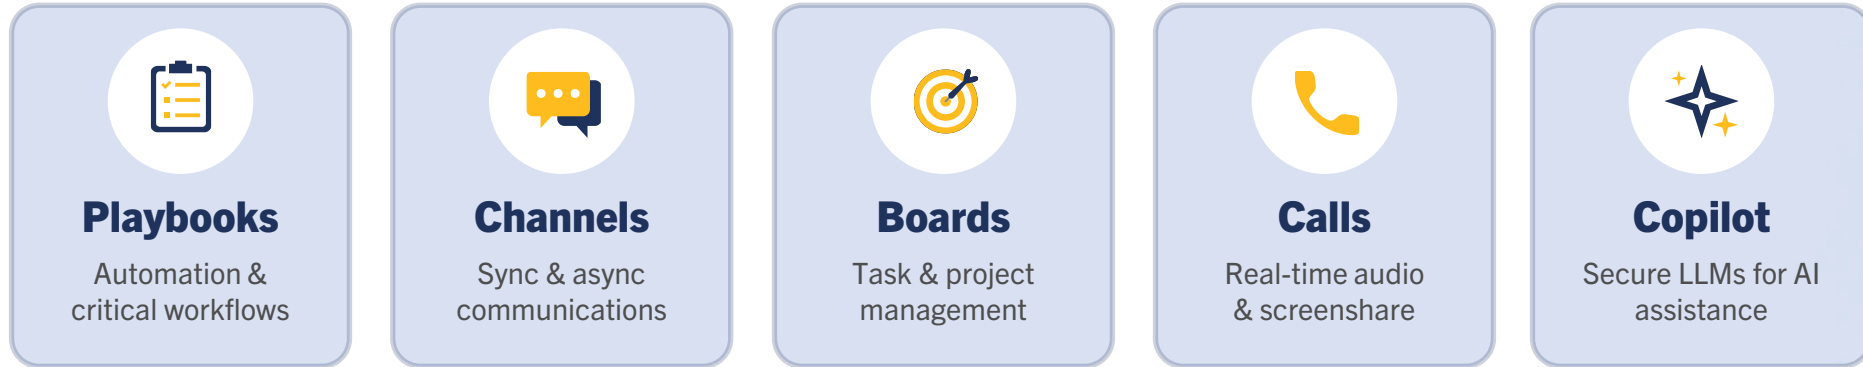 Playbooks
Automation &
critical workflows
Channels
Sync & async
communications
Boards
Task & project
management
Calls
Real-time audio
& screenshare
Copilot
Secure LLMs for AI
assistance